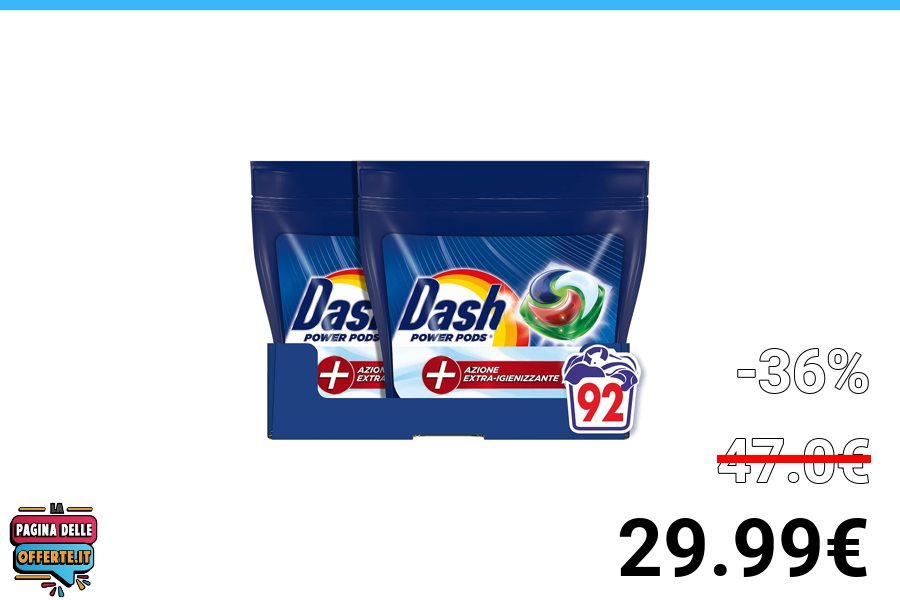 Dash
POWER PODS
AZION
EXTRA
Dash
POWER PODS
AZIONE
EXTRA-IGIENIZZANTE
92
-36%
47.0€
29.99€
LA
PAGINA DELLE
OFFERTE.IT